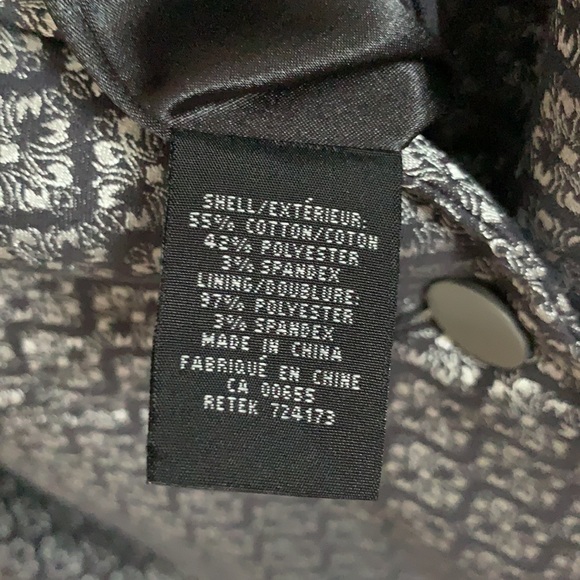 SHELL/EXTÉRIEUR:
55% COTTON/COTON
42% POLYESTER
3% SPANDEX
LINING/DOUBLURE:
97% POLYESTER
3% SPANDEX
MADE IN CHINA
FABRIQUÉ EN CHINE
CA 00655
RETEK 724173